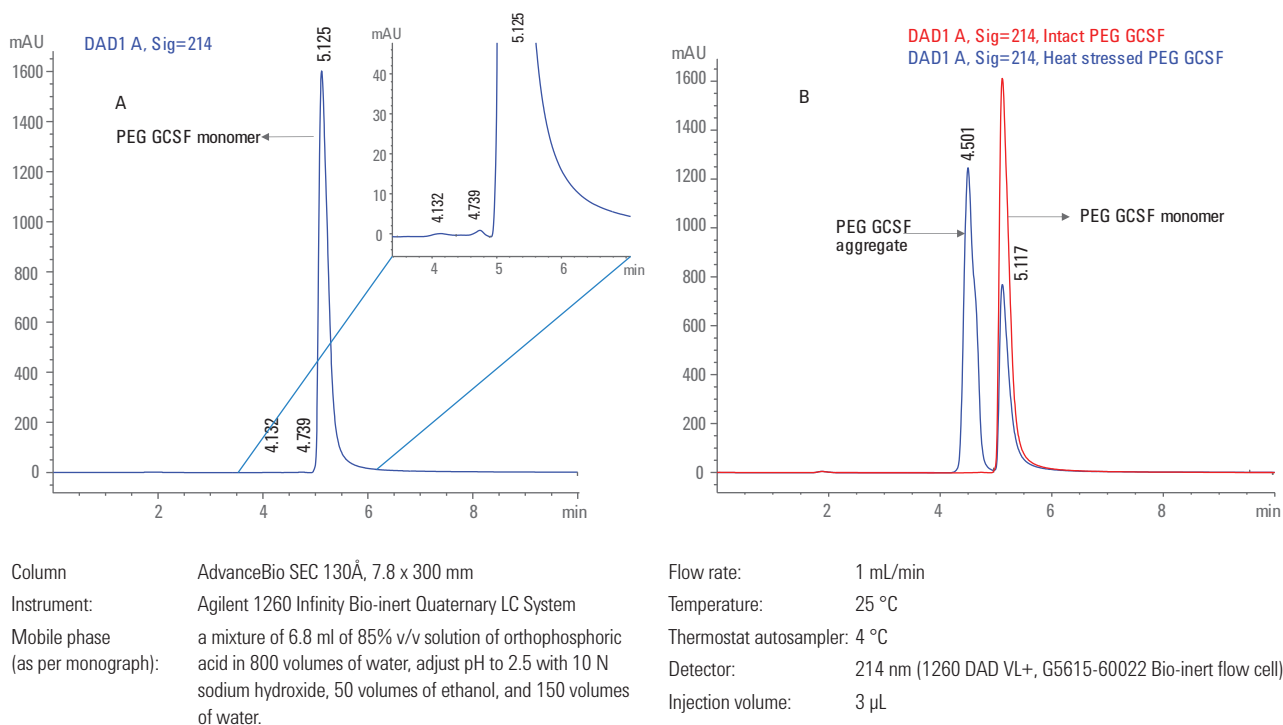 mAU
DAD1 A, Sig=214
1600
1400
1200
1000
800
600
400
200
0
2
4
6
8
min
A
PEG GCSF monomer
5.125
4.132
4.739
mAU
40
30
20
10
0
4
5
6
min
4.132
4.739
5.125
DAD1 A, Sig=214, Intact PEG GCSF
DAD1 A, Sig=214, Heat stressed PEG GCSF
mAU
1600
1400
1200
1000
800
600
400
200
0
2
4
6
8
min
B
4.501
PEG GCSF
aggregate
PEG GCSF monomer
5.117
Column
AdvanceBio SEC 130Å, 7.8 x 300 mm
Instrument:
Agilent 1260 Infinity Bio-inert Quaternary LC System
Mobile phase
(as per monograph):
a mixture of 6.8 ml of 85% v/v solution of orthophosphoric
acid in 800 volumes of water, adjust pH to 2.5 with 10 N
sodium hydroxide, 50 volumes of ethanol, and 150 volumes
of water.
Flow rate:
1 mL/min
Temperature:
25 °C
Thermostat autosampler:
4 °C
Detector:
214 nm (1260 DAD VL+, G5615-60022 Bio-inert flow cell)
Injection volume:
3 µL